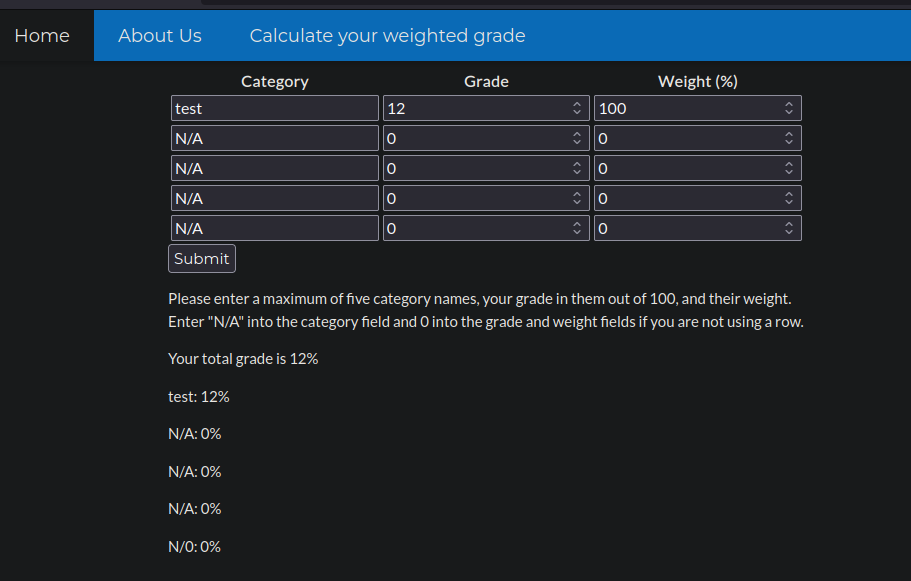 Home About Us Calculate your weighted grade
Category Grade Weight (%)
test 12 100
N/A 0 0
N/A 0 0
N/A 0 0
N/A 0 0
Submit
Please enter a maximum of five category names, your grade in them out of 100, and their weight.
Enter "N/A" into the category field and 0 into the grade and weight fields if you are not using a row.
Your total grade is 12%
test: 12%
N/A: 0%
N/A: 0%
N/A: 0%
N/0: 0%